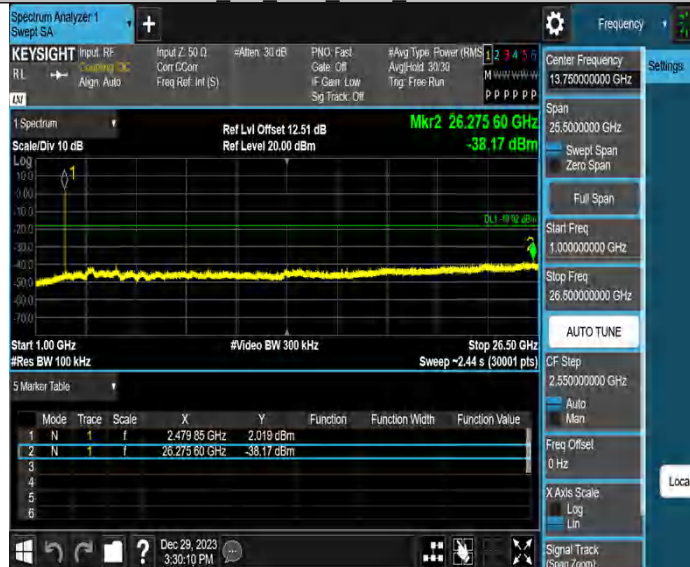 Spectrum Analyzer 1
Swept SA
+
Frequency
KEYSIGHT Input: RF
RL
Align: Auto
Input Z: 50 Ω
Corr CCorr
Freq Ref: Int (S)
#Atten: 30 dB
PNO: Fast
Gate: Off
IF Gain: Low
Sig Track: Off
#Avg Type: Power (RMS)
Avg|Hold: 30/30
Trig: Free Run
1 2 3 4 5 6
M W W W W W
P P P P P P
LXI
1 Spectrum
Scale/Div 10 dB
Ref Lvl Offset 12.51 dB
Ref Level 20.00 dBm
Mkr2 26.275 60 GHz
-38.17 dBm
Log
10.0
0.00
-10.0
-20.0
-30.0
-40.0
-50.0
-60.0
-70.0
1
2
Start 1.00 GHz
#Res BW 100 kHz
#Video BW 300 kHz
Stop 26.50 GHz
Sweep ~2.44 s (30001 pts)
5 Marker Table
Mode Trace Scale X Y Function Function Width Function Value
1 N 1 f 2.479 85 GHz 2.019 dBm
2 N 1 f 26.275 60 GHz -38.17 dBm
3
4
5
6
? Dec 29, 2023
3:30:10 PM
Center Frequency
13.750000000 GHz
Settings
Span
25.5000000 GHz
Swept Span
Zero Span
Full Span
Start Freq
1.000000000 GHz
Stop Freq
26.500000000 GHz
AUTO TUNE
CF Step
2.550000000 GHz
Auto
Man
Freq Offset
0 Hz
X Axis Scale
Log
Lin
Signal Track
(Span Zoom)
Loca